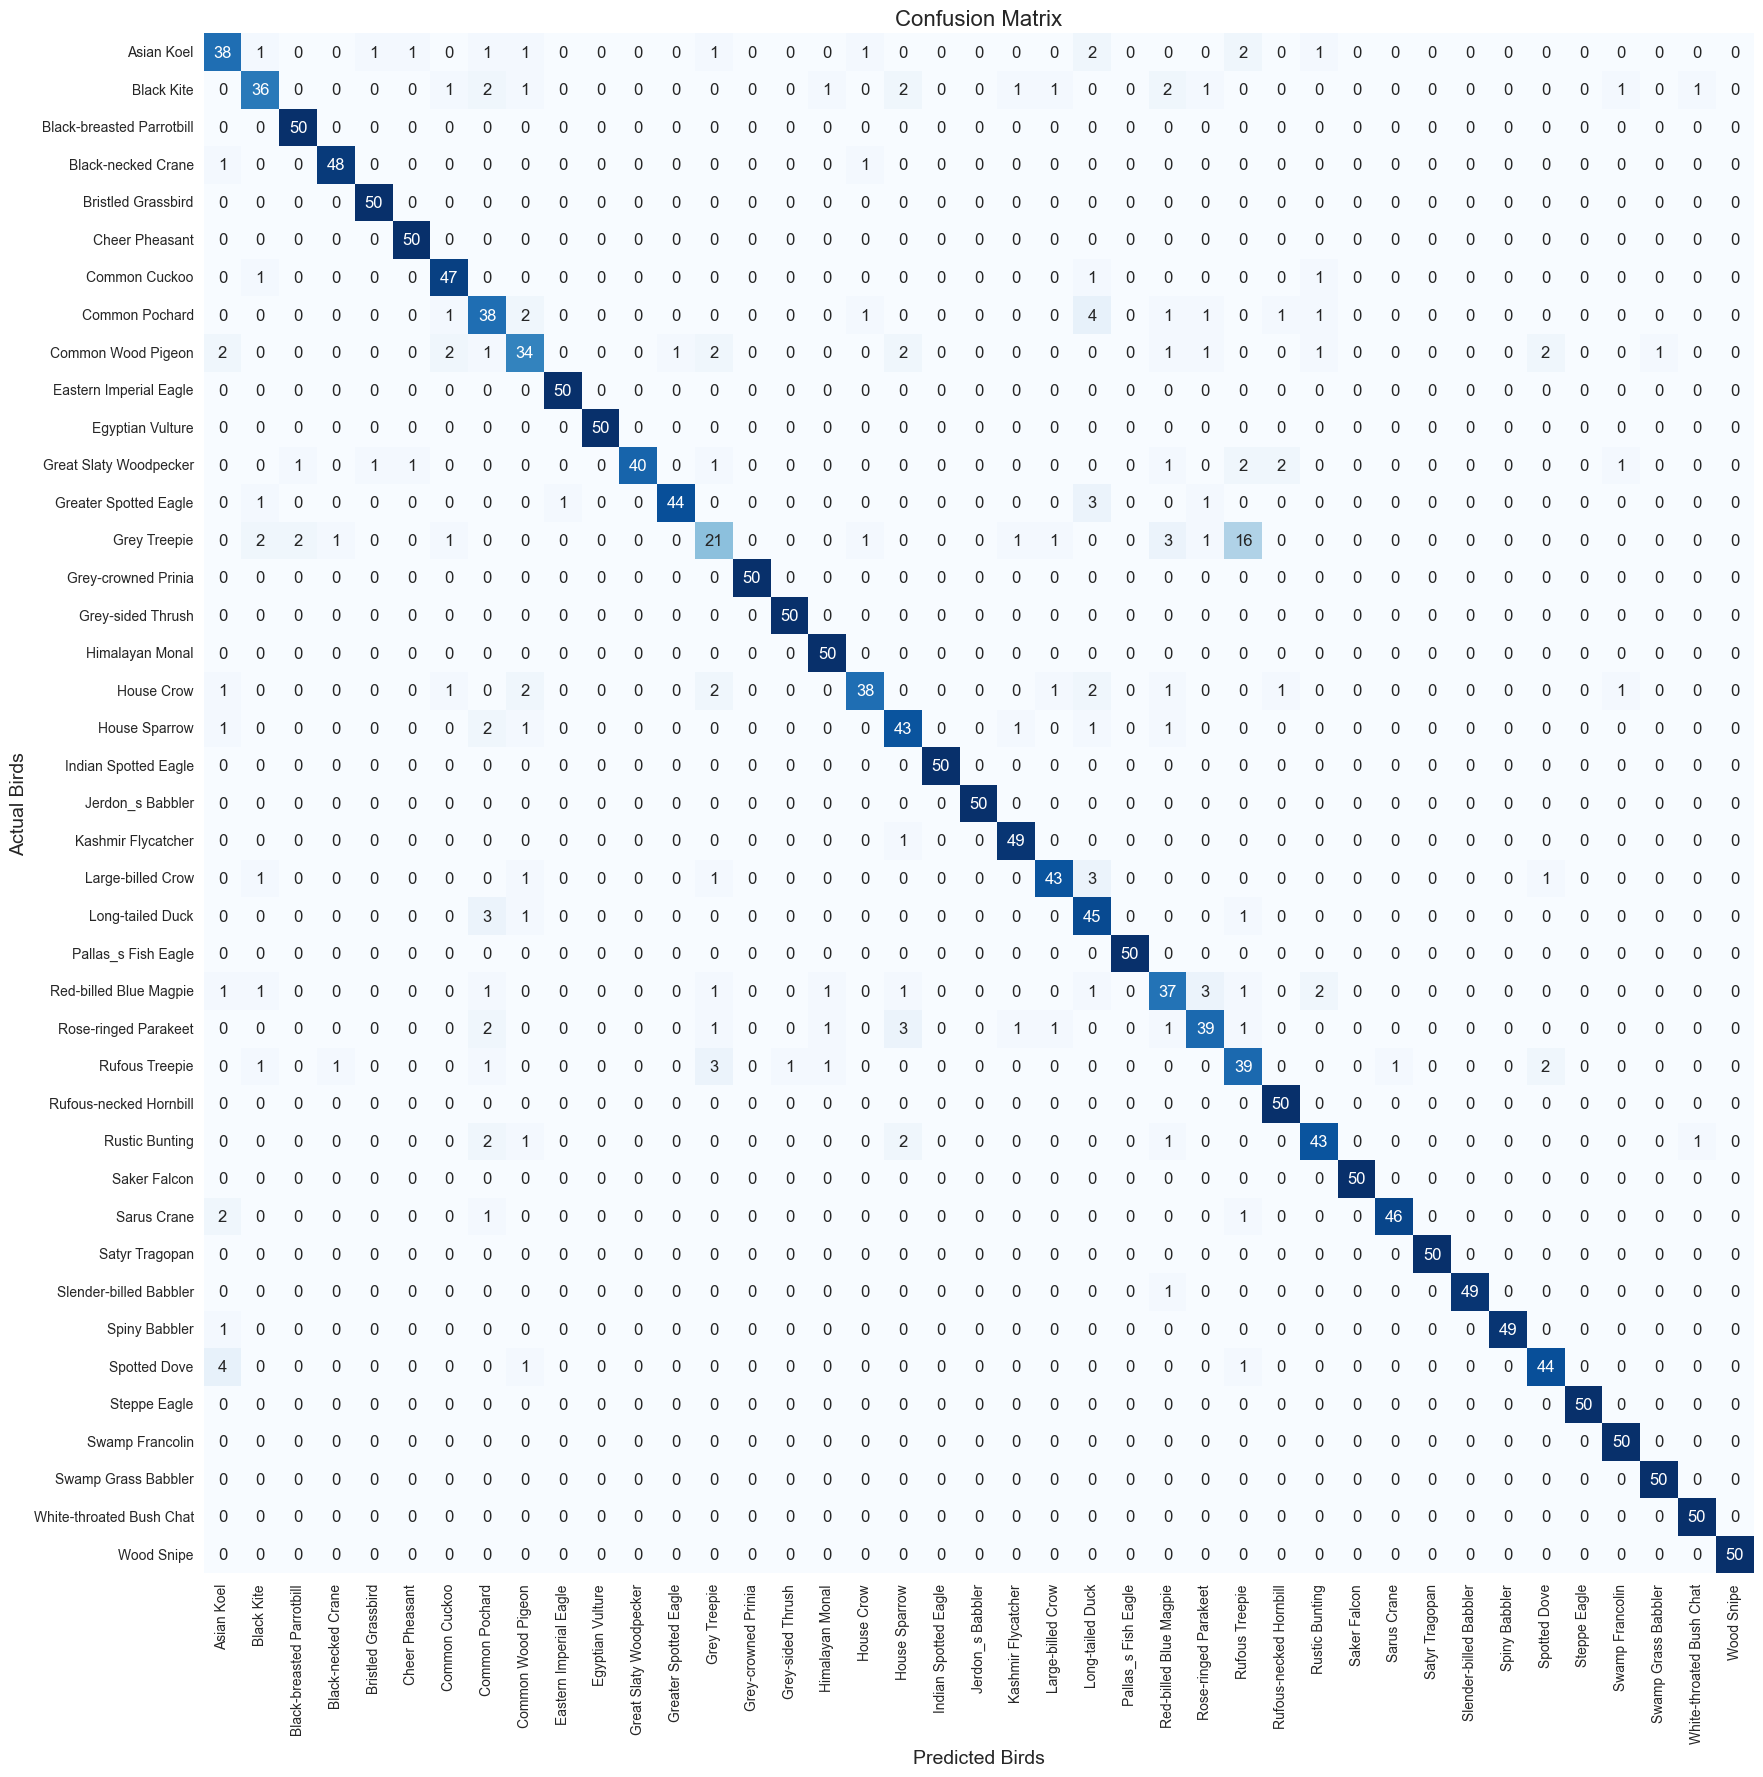 Confusion Matrix
Asian Koel 38 1 0 0 1 1 0 1 1 0 0 0 0 1 0 0 0 1 0 0 0 0 0 2 0 0 0 2 0 1 0 0 0 0 0 0 0 0 0 0 0
Black Kite 0 36 0 0 0 0 1 2 1 0 0 0 0 0 0 0 1 0 2 0 0 1 1 0 0 2 1 0 0 0 0 0 0 0 0 0 0 1 0 1 0
Black-breasted Parrotbill 0 0 50 0 0 0 0 0 0 0 0 0 0 0 0 0 0 0 0 0 0 0 0 0 0 0 0 0 0 0 0 0 0 0 0 0 0 0 0 0 0
Black-necked Crane 1 0 0 48 0 0 0 0 0 0 0 0 0 0 0 0 0 1 0 0 0 0 0 0 0 0 0 0 0 0 0 0 0 0 0 0 0 0 0 0 0
Bristled Grassbird 0 0 0 0 50 0 0 0 0 0 0 0 0 0 0 0 0 0 0 0 0 0 0 0 0 0 0 0 0 0 0 0 0 0 0 0 0 0 0 0 0
Cheer Pheasant 0 0 0 0 0 50 0 0 0 0 0 0 0 0 0 0 0 0 0 0 0 0 0 0 0 0 0 0 0 0 0 0 0 0 0 0 0 0 0 0 0
Common Cuckoo 0 1 0 0 0 0 47 0 0 0 0 0 0 0 0 0 0 0 0 0 0 0 0 1 0 0 0 0 0 1 0 0 0 0 0 0 0 0 0 0 0
Common Pochard 0 0 0 0 0 0 1 38 2 0 0 0 0 0 0 0 0 1 0 0 0 0 0 4 0 1 1 0 1 1 0 0 0 0 0 0 0 0 0 0 0
Common Wood Pigeon 2 0 0 0 0 0 2 1 34 0 0 0 1 2 0 0 0 0 2 0 0 0 0 0 0 1 1 0 0 1 0 0 0 0 0 2 0 0 1 0 0
Eastern Imperial Eagle 0 0 0 0 0 0 0 0 0 50 0 0 0 0 0 0 0 0 0 0 0 0 0 0 0 0 0 0 0 0 0 0 0 0 0 0 0 0 0 0 0
Egyptian Vulture 0 0 0 0 0 0 0 0 0 0 50 0 0 0 0 0 0 0 0 0 0 0 0 0 0 0 0 0 0 0 0 0 0 0 0 0 0 0 0 0 0
Great Slaty Woodpecker 0 0 1 0 1 1 0 0 0 0 0 40 0 1 0 0 0 0 0 0 0 0 0 0 0 1 0 2 2 0 0 0 0 0 0 0 0 1 0 0 0
Greater Spotted Eagle 0 1 0 0 0 0 0 0 0 1 0 0 44 0 0 0 0 0 0 0 0 0 0 3 0 0 1 0 0 0 0 0 0 0 0 0 0 0 0 0 0
Grey Treepie 0 2 2 1 0 0 1 0 0 0 0 0 0 21 0 0 0 1 0 0 0 1 1 0 0 3 1 16 0 0 0 0 0 0 0 0 0 0 0 0 0
Grey-crowned Prinia 0 0 0 0 0 0 0 0 0 0 0 0 0 0 50 0 0 0 0 0 0 0 0 0 0 0 0 0 0 0 0 0 0 0 0 0 0 0 0 0 0
Grey-sided Thrush 0 0 0 0 0 0 0 0 0 0 0 0 0 0 0 50 0 0 0 0 0 0 0 0 0 0 0 0 0 0 0 0 0 0 0 0 0 0 0 0 0
Himalayan Monal 0 0 0 0 0 0 0 0 0 0 0 0 0 0 0 0 50 0 0 0 0 0 0 0 0 0 0 0 0 0 0 0 0 0 0 0 0 0 0 0 0
House Crow 1 0 0 0 0 0 1 0 2 0 0 0 0 2 0 0 0 38 0 0 0 0 1 2 0 1 0 0 1 0 0 0 0 0 0 0 0 1 0 0 0
House Sparrow 1 0 0 0 0 0 0 2 1 0 0 0 0 0 0 0 0 0 43 0 0 1 0 1 0 1 0 0 0 0 0 0 0 0 0 0 0 0 0 0 0
Indian Spotted Eagle 0 0 0 0 0 0 0 0 0 0 0 0 0 0 0 0 0 0 0 50 0 0 0 0 0 0 0 0 0 0 0 0 0 0 0 0 0 0 0 0 0
Jerdon_s Babbler 0 0 0 0 0 0 0 0 0 0 0 0 0 0 0 0 0 0 0 0 50 0 0 0 0 0 0 0 0 0 0 0 0 0 0 0 0 0 0 0 0
Kashmir Flycatcher 0 0 0 0 0 0 0 0 0 0 0 0 0 0 0 0 0 0 1 0 0 49 0 0 0 0 0 0 0 0 0 0 0 0 0 0 0 0 0 0 0
Large-billed Crow 0 1 0 0 0 0 0 0 1 0 0 0 0 1 0 0 0 0 0 0 0 0 43 3 0 0 0 0 0 0 0 0 0 0 0 1 0 0 0 0 0
Long-tailed Duck 0 0 0 0 0 0 0 3 1 0 0 0 0 0 0 0 0 0 0 0 0 0 0 45 0 0 0 1 0 0 0 0 0 0 0 0 0 0 0 0 0
Pallas_s Fish Eagle 0 0 0 0 0 0 0 0 0 0 0 0 0 0 0 0 0 0 0 0 0 0 0 0 50 0 0 0 0 0 0 0 0 0 0 0 0 0 0 0 0
Red-billed Blue Magpie 1 1 0 0 0 0 0 1 0 0 0 0 0 1 0 0 1 0 1 0 0 0 0 1 0 37 3 1 0 2 0 0 0 0 0 0 0 0 0 0 0
Rose-ringed Parakeet 0 0 0 0 0 0 0 2 0 0 0 0 0 1 0 0 1 0 3 0 0 1 1 0 0 1 39 1 0 0 0 0 0 0 0 0 0 0 0 0 0
Rufous Treepie 0 1 0 1 0 0 0 1 0 0 0 0 0 3 0 1 1 0 0 0 0 0 0 0 0 0 0 39 0 0 0 1 0 0 0 2 0 0 0 0 0
Rufous-necked Hornbill 0 0 0 0 0 0 0 0 0 0 0 0 0 0 0 0 0 0 0 0 0 0 0 0 0 0 0 0 50 0 0 0 0 0 0 0 0 0 0 0 0
Rustic Bunting 0 0 0 0 0 0 0 2 1 0 0 0 0 0 0 0 0 0 2 0 0 0 0 0 0 1 0 0 0 43 0 0 0 0 0 0 0 0 0 1 0
Saker Falcon 0 0 0 0 0 0 0 0 0 0 0 0 0 0 0 0 0 0 0 0 0 0 0 0 0 0 0 0 0 0 50 0 0 0 0 0 0 0 0 0 0
Sarus Crane 2 0 0 0 0 0 0 1 0 0 0 0 0 0 0 0 0 0 0 0 0 0 0 0 0 0 0 1 0 0 0 46 0 0 0 0 0 0 0 0 0
Satyr Tragopan 0 0 0 0 0 0 0 0 0 0 0 0 0 0 0 0 0 0 0 0 0 0 0 0 0 0 0 0 0 0 0 0 50 0 0 0 0 0 0 0 0
Slender-billed Babbler 0 0 0 0 0 0 0 0 0 0 0 0 0 0 0 0 0 0 0 0 0 0 0 0 0 1 0 0 0 0 0 0 0 49 0 0 0 0 0 0 0
Spiny Babbler 1 0 0 0 0 0 0 0 0 0 0 0 0 0 0 0 0 0 0 0 0 0 0 0 0 0 0 0 0 0 0 0 0 0 49 0 0 0 0 0 0
Spotted Dove 4 0 0 0 0 0 0 0 1 0 0 0 0 0 0 0 0 0 0 0 0 0 0 0 0 0 0 1 0 0 0 0 0 0 0 44 0 0 0 0 0
Steppe Eagle 0 0 0 0 0 0 0 0 0 0 0 0 0 0 0 0 0 0 0 0 0 0 0 0 0 0 0 0 0 0 0 0 0 0 0 0 50 0 0 0 0
Swamp Francolin 0 0 0 0 0 0 0 0 0 0 0 0 0 0 0 0 0 0 0 0 0 0 0 0 0 0 0 0 0 0 0 0 0 0 0 0 0 50 0 0 0
Swamp Grass Babbler 0 0 0 0 0 0 0 0 0 0 0 0 0 0 0 0 0 0 0 0 0 0 0 0 0 0 0 0 0 0 0 0 0 0 0 0 0 0 50 0 0
White-throated Bush Chat 0 0 0 0 0 0 0 0 0 0 0 0 0 0 0 0 0 0 0 0 0 0 0 0 0 0 0 0 0 0 0 0 0 0 0 0 0 0 0 50 0
Wood Snipe 0 0 0 0 0 0 0 0 0 0 0 0 0 0 0 0 0 0 0 0 0 0 0 0 0 0 0 0 0 0 0 0 0 0 0 0 0 0 0 0 50
Actual Birds
Asian Koel
Black Kite
Black-breasted Parrotbill
Black-necked Crane
Bristled Grassbird
Cheer Pheasant
Common Cuckoo
Common Pochard
Common Wood Pigeon
Eastern Imperial Eagle
Egyptian Vulture
Great Slaty Woodpecker
Greater Spotted Eagle
Grey Treepie
Grey-crowned Prinia
Grey-sided Thrush
Himalayan Monal
House Crow
House Sparrow
Indian Spotted Eagle
Jerdon_s Babbler
Kashmir Flycatcher
Large-billed Crow
Long-tailed Duck
Pallas_s Fish Eagle
Red-billed Blue Magpie
Rose-ringed Parakeet
Rufous Treepie
Rufous-necked Hornbill
Rustic Bunting
Saker Falcon
Sarus Crane
Satyr Tragopan
Slender-billed Babbler
Spiny Babbler
Spotted Dove
Steppe Eagle
Swamp Francolin
Swamp Grass Babbler
White-throated Bush Chat
Wood Snipe
Predicted Birds